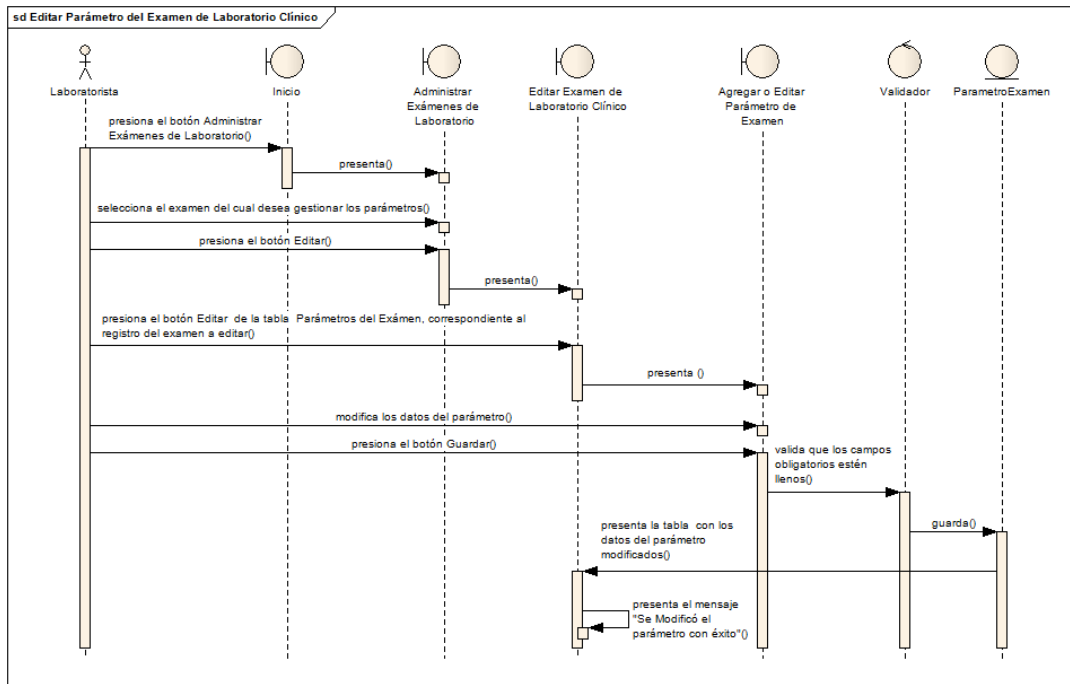 sd Editar Parámetro del Examen de Laboratorio Clínico
Laboratorista
Inicio
Administrar
Exámenes de
Laboratorio
Editar Examen de
Laboratorio Clínico
Agregar o Editar
Parámetro de
Examen
Validador
ParametroExamen
presiona el botón Administrar
Exámenes de Laboratorio()
presenta()
selecciona el examen del cual desea gestionar los parámetros()
presiona el botón Editar()
presenta()
presiona el botón Editar de la tabla Parámetros del Exámen, correspondiente al
registro del examen a editar()
presenta ()
modifica los datos del parámetro()
presiona el botón Guardar()
valida que los campos
obligatorios estén
llenos()
guarda()
presenta la tabla con los
datos del parámetro
modificados()
presenta el mensaje
"Se Modificó el
parámetro con éxito"()